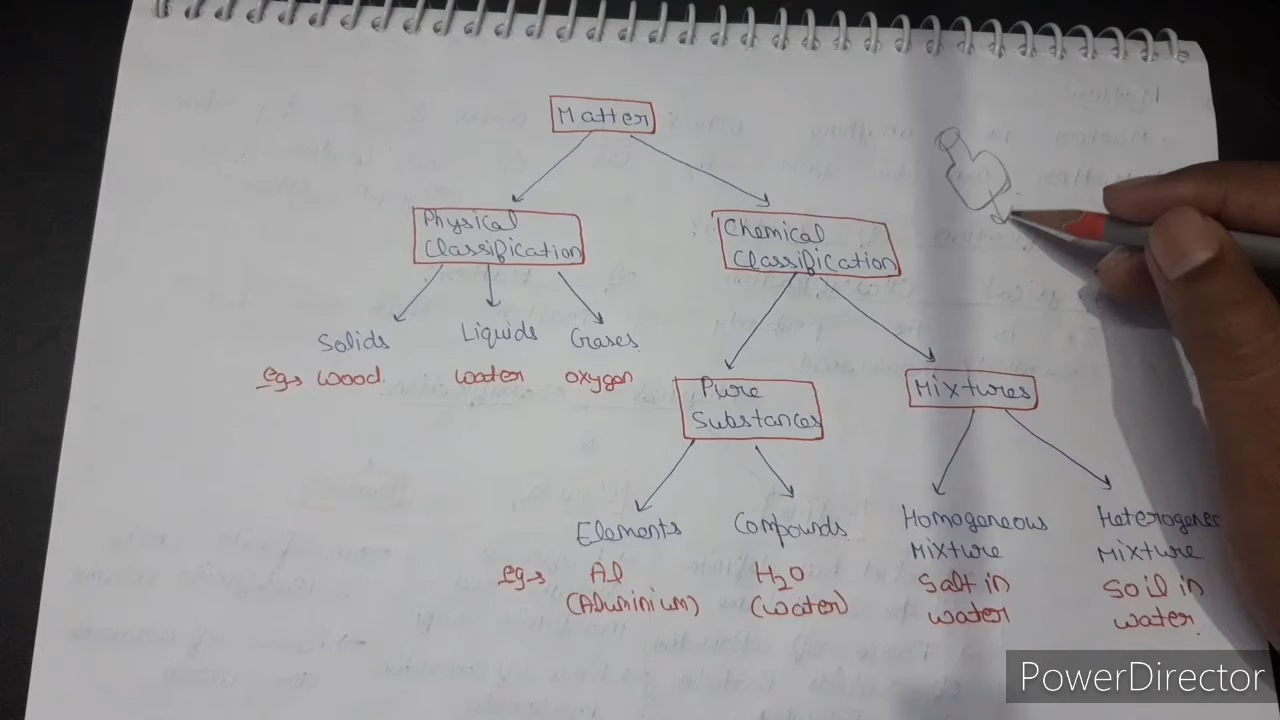 Matter
Physical
Classification
Chemical
Classification
Solids
Liquids
Gases
eg→ wood
water
oxygen
Pure
Substances
Mixtures
Elements
Compounds
Homogeneous
Mixture
Heterogenes
Mixture
eg→ Al
(Aluminium)
H2O
(water)
Salt in
water
Soil in
water
PowerDirector